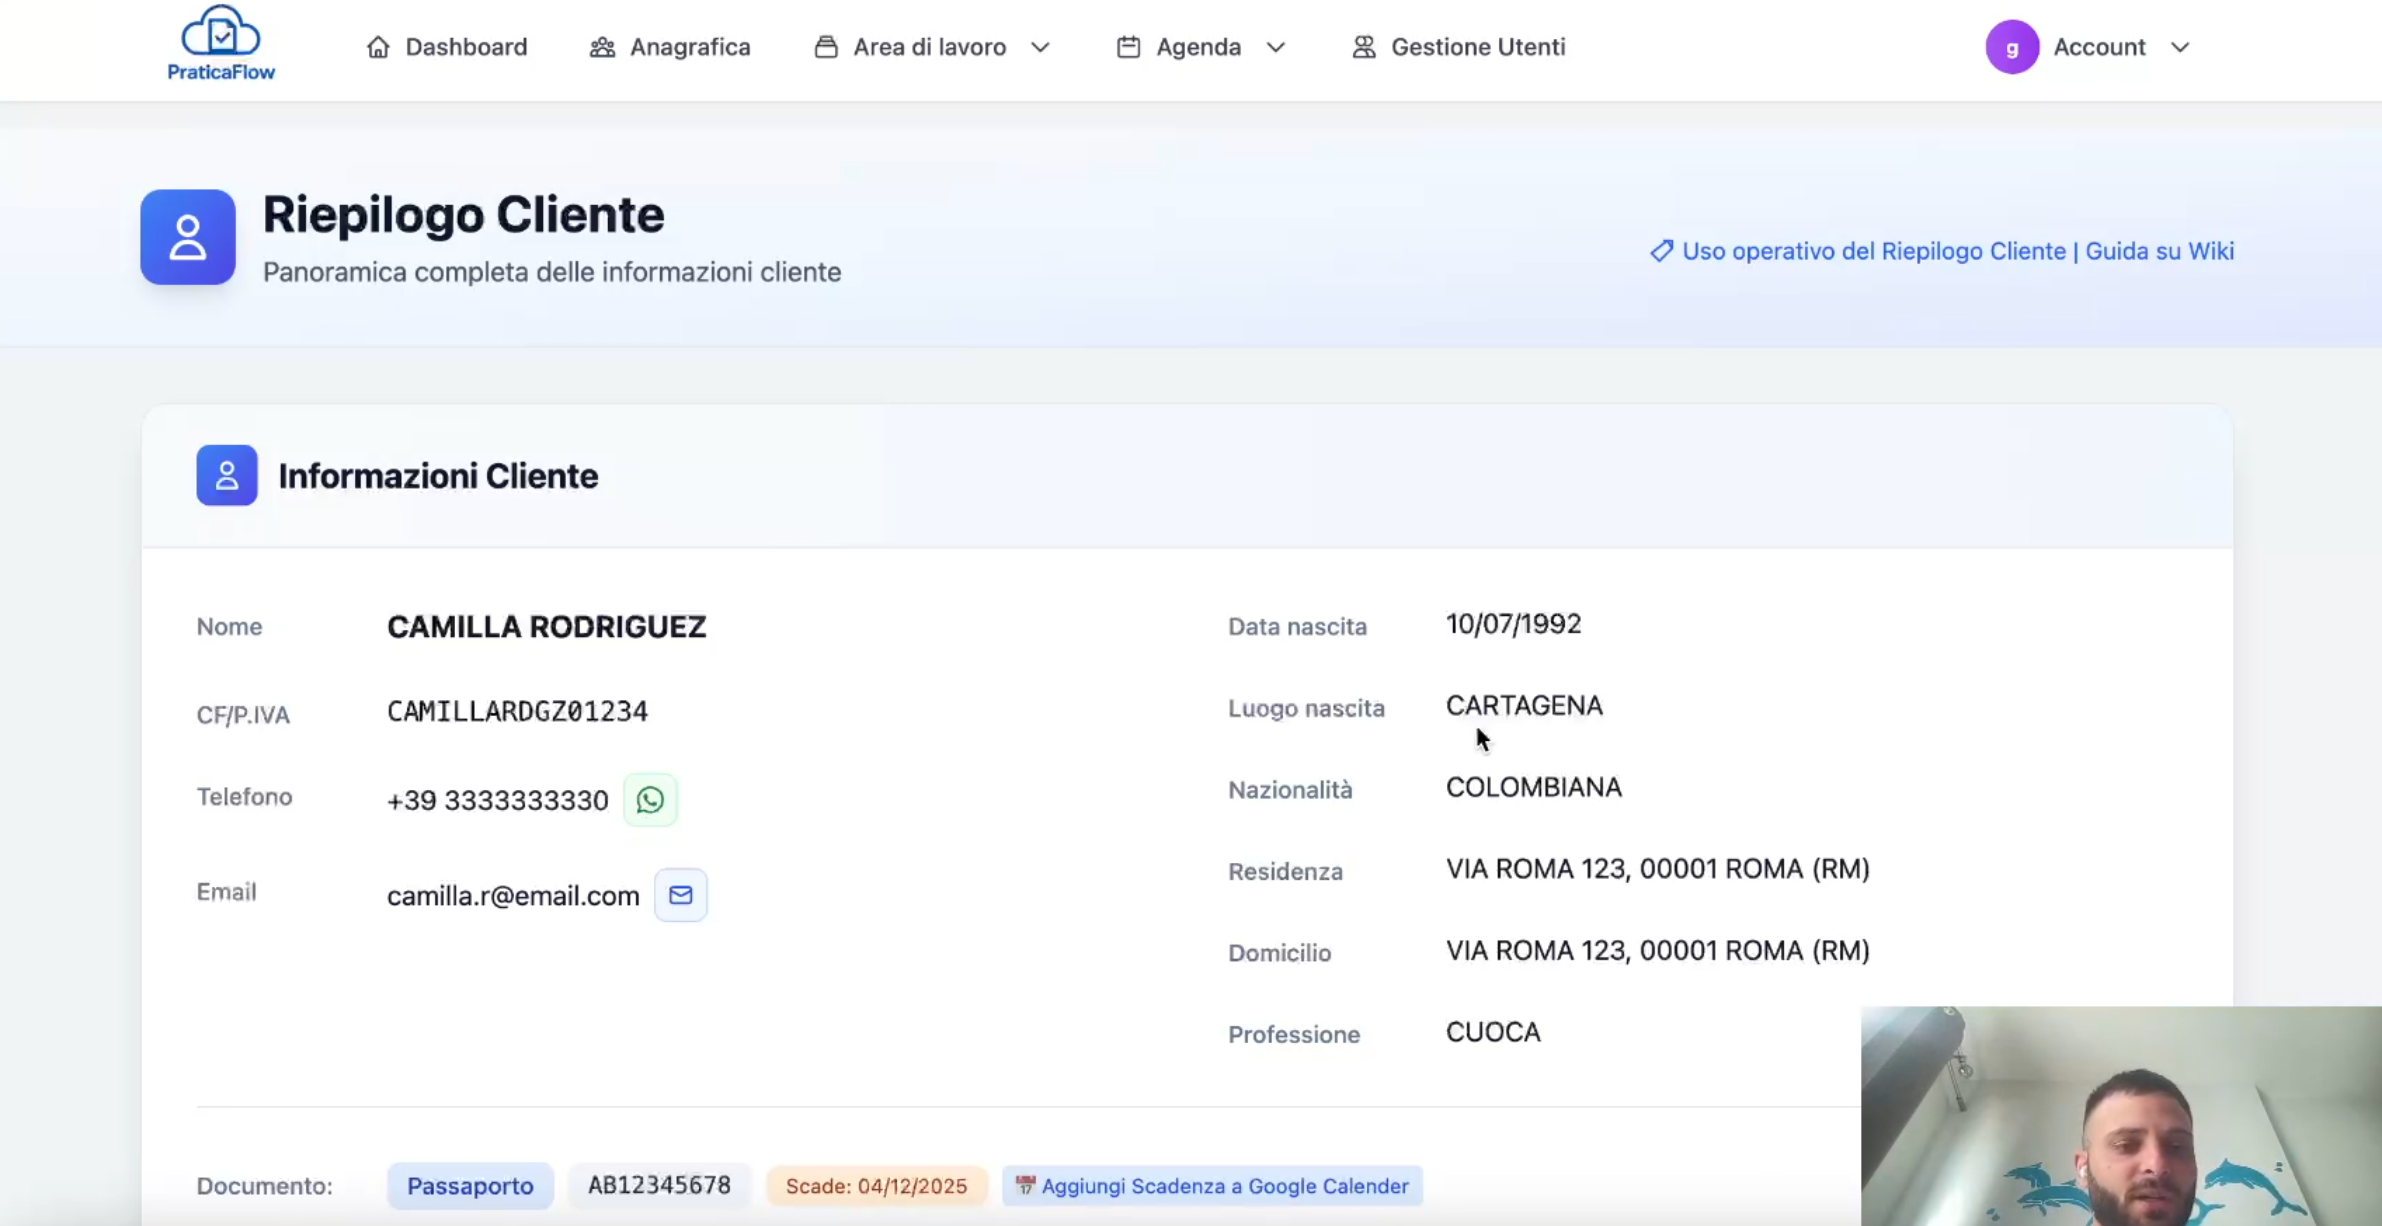 PraticaFlow
Dashboard
Anagrafica
Area di lavoro
Agenda
Gestione Utenti
g
Account
Riepilogo Cliente
Panoramica completa delle informazioni cliente
Uso operativo del Riepilogo Cliente | Guida su Wiki
Informazioni Cliente
Nome CAMILLA RODRIGUEZ
CF/P.IVA CAMILLARDGZ01234
Telefono +39 3333333330
Email camilla.r@email.com
Data nascita 10/07/1992
Luogo nascita CARTAGENA
Nazionalità COLOMBIANA
Residenza VIA ROMA 123, 00001 ROMA (RM)
Domicilio VIA ROMA 123, 00001 ROMA (RM)
Professione CUOCA
Documento: Passaporto AB12345678 Scade: 04/12/2025 17 Aggiungi Scadenza a Google Calender